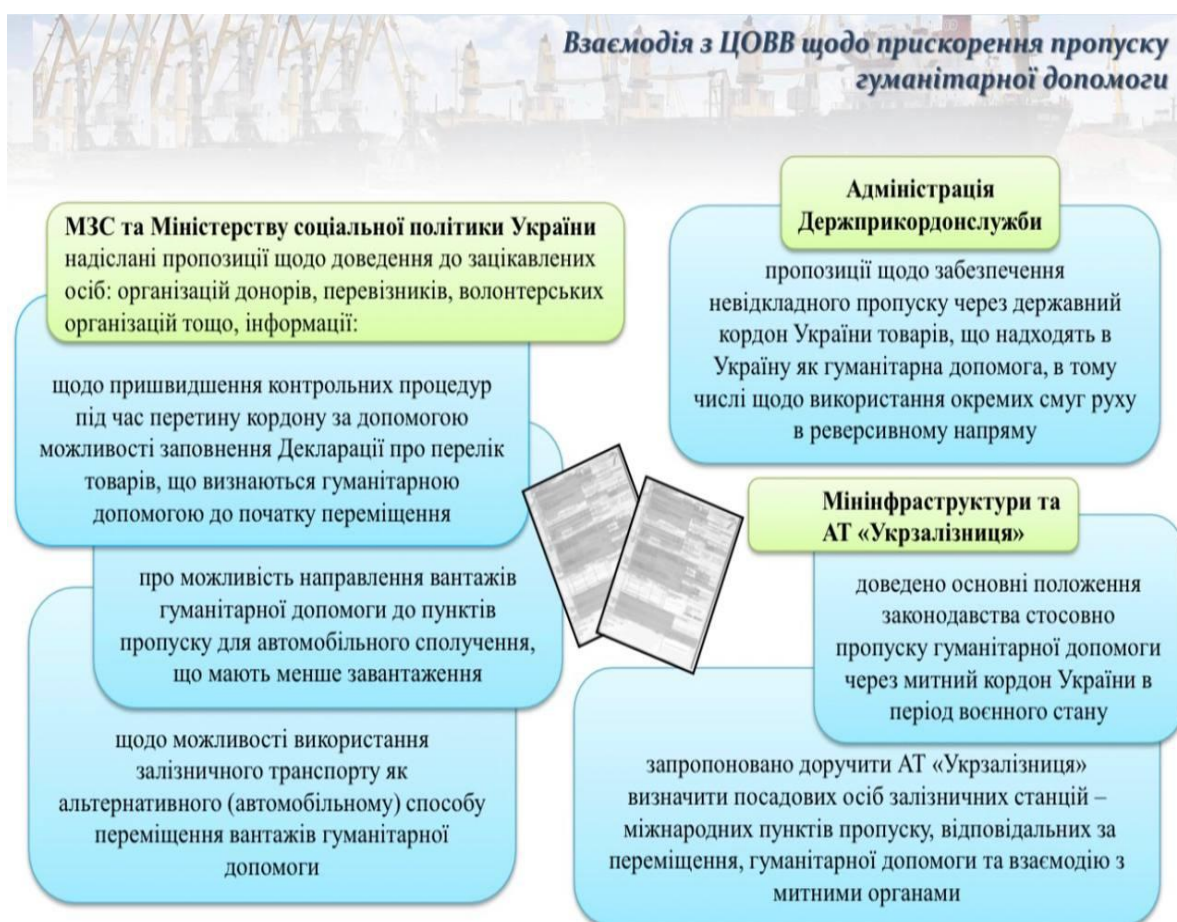 Взаємодія з ЦОВВ щодо прискорення пропуску
гуманітарної допомоги
МЗС та Міністерству соціальної політики України
надіслані пропозиції щодо доведення до зацікавлених
осіб: організацій донорів, перевізників, волонтерських
організацій тощо, інформації:
щодо пришвидшення контрольних процедур
під час перетину кордону за допомогою
можливості заповнення Декларації про перелік
товарів, що визнаються гуманітарною
допомогою до початку переміщення
про можливість направлення вантажів
гуманітарної допомоги до пунктів
пропуску для автомобільного сполучення,
що мають менше завантаження
щодо можливості використання
залізничного транспорту як
альтернативного (автомобільному) способу
переміщення вантажів гуманітарної
допомоги
Адміністрація
Держприкордонслужби
пропозиції щодо забезпечення
невідкладного пропуску через державний
кордон України товарів, що надходять в
Україну як гуманітарна допомога, в тому
числі щодо використання окремих смуг руху
в реверсивному напряму
Мінінфраструктури та
АТ «Укрзалізниця»
доведено основні положення
законодавства стосовно
пропуску гуманітарної допомоги
через митний кордон України в
період воєнного стану
запропоновано доручити АТ «Укрзалізниця»
визначити посадових осіб залізничних станцій –
міжнародних пунктів пропуску, відповідальних за
переміщення, гуманітарної допомоги та взаємодію з
митними органами